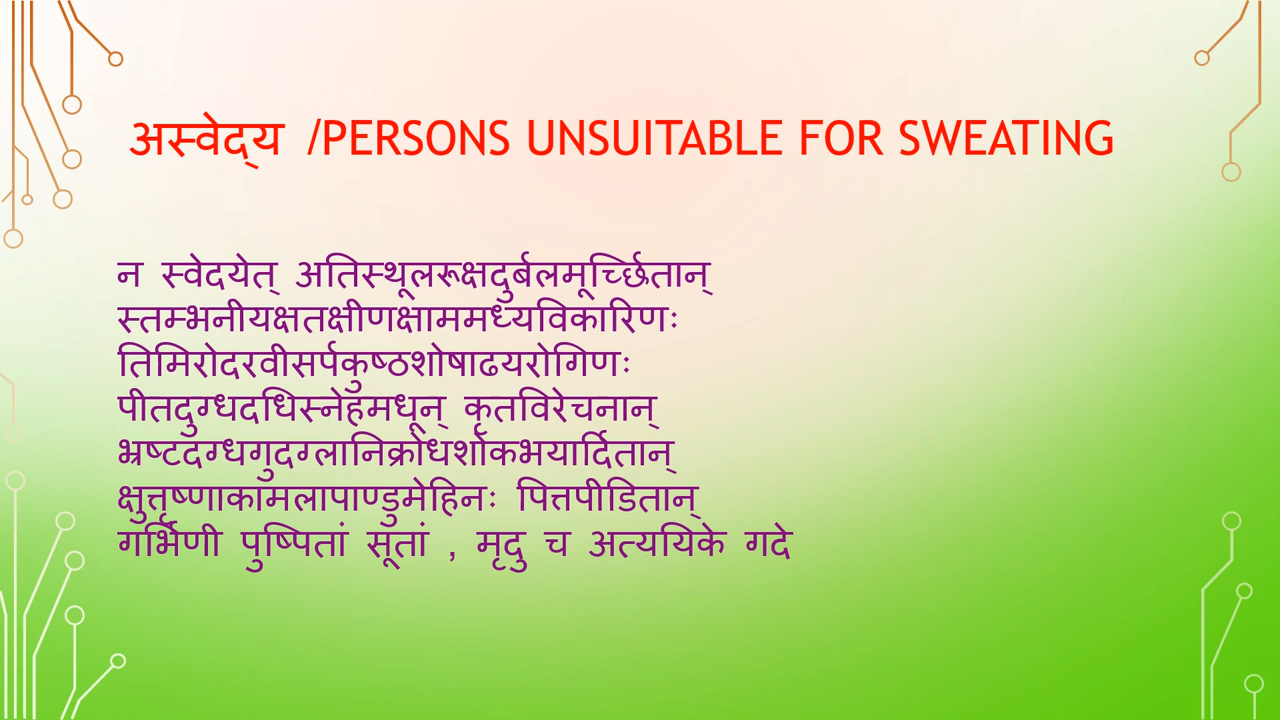 अस्वेद्य /PERSONS UNSUITABLE FOR SWEATING
न स्वेदयेत् अतिस्थूलरूक्षदुर्बलमूर्च्छितान्
स्तम्भनीयक्षतक्षीणक्षाममध्यविकारिणः
तिमिरोदरवीसर्पकुष्ठशोषाढयरोगिणः
पीतदुग्धदधिस्नेहमधून् कृतविरेचनान्
भ्रष्टदग्धगुदग्लानिक्रोधशोकभयार्दितान्
क्षुत्तृष्णाकामलापाण्डुमेहिनः पित्तपीडितान्
गर्भिणी पुष्पितां सूतां , मृदु च अत्ययिके गदे